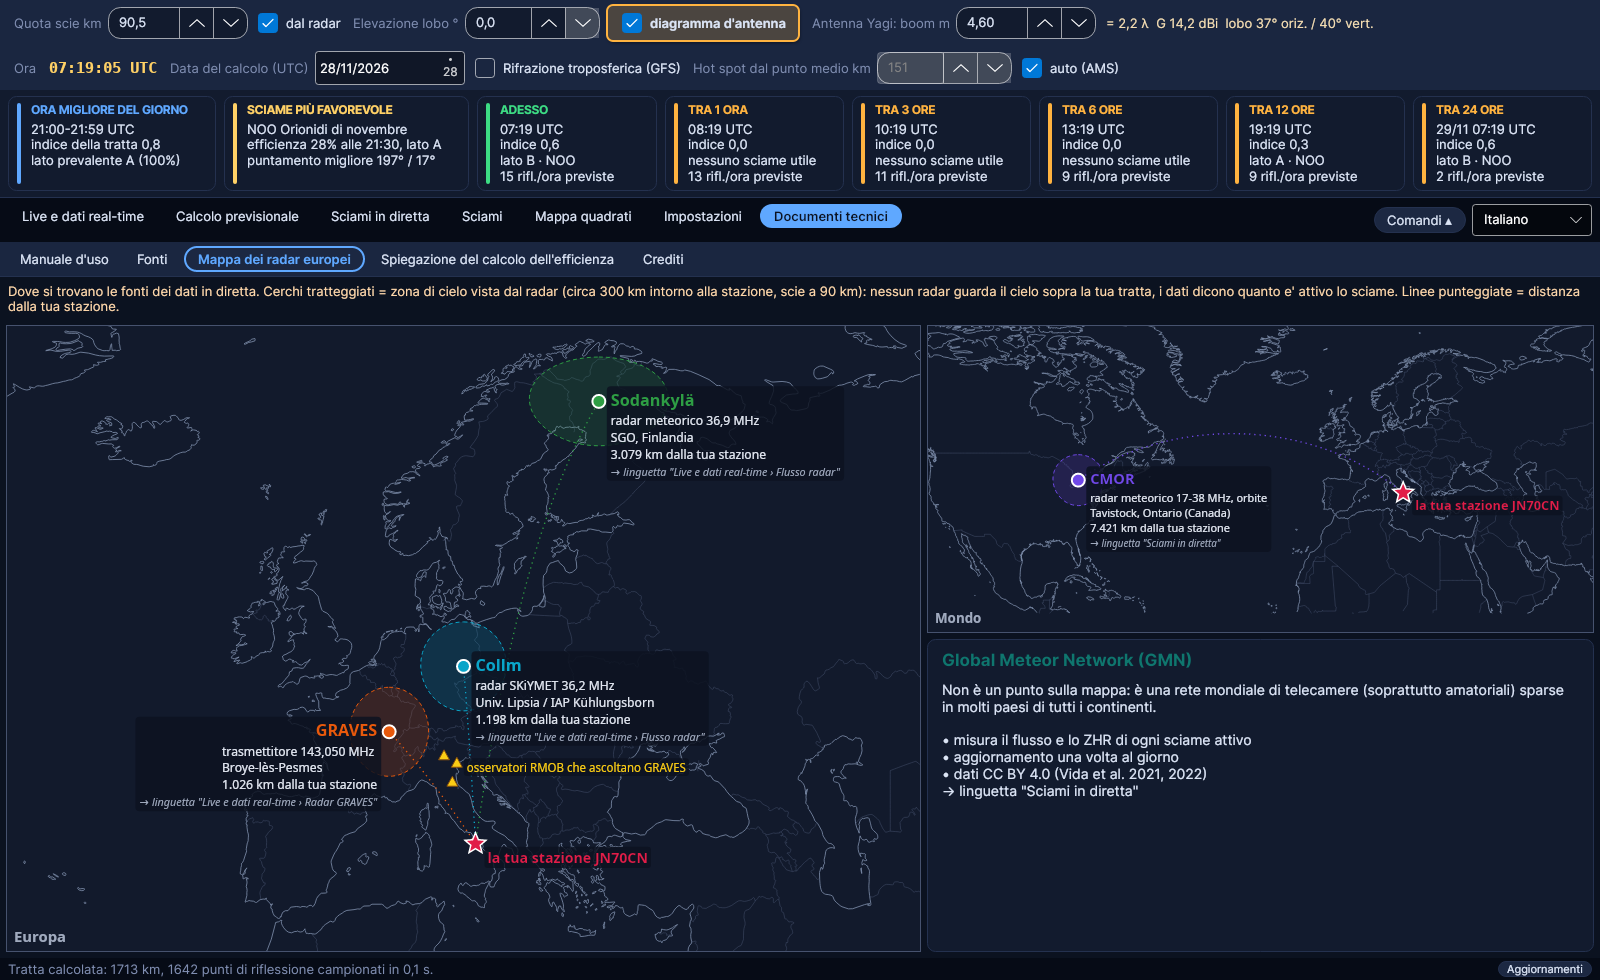 Quota scie km 90,5 dal radar Elevazione lobo ° 0,0 diagramma d'antenna Antenna Yagi: boom m 4,60 = 2,2 λ G 14,2 dBi lobo 37° oriz. / 40° vert.
Ora 07:19:05 UTC Data del calcolo (UTC) 28/11/2026 28 Rifrazione troposferica (GFS) Hot spot dal punto medio km 151 auto (AMS)
ORA MIGLIORE DEL GIORNO
21:00-21:59 UTC
indice della tratta 0,8
lato prevalente A (100%)
SCIAME PIÙ FAVOREVOLE
NOO Orionidi di novembre
efficienza 28% alle 21:30, lato A
puntamento migliore 197° / 17°
ADESSO
07:19 UTC
indice 0,6
lato B · NOO
15 rifl./ora previste
TRA 1 ORA
08:19 UTC
indice 0,0
nessuno sciame utile
13 rifl./ora previste
TRA 3 ORE
10:19 UTC
indice 0,0
nessuno sciame utile
11 rifl./ora previste
TRA 6 ORE
13:19 UTC
indice 0,0
nessuno sciame utile
9 rifl./ora previste
TRA 12 ORE
19:19 UTC
indice 0,3
lato A · NOO
9 rifl./ora previste
TRA 24 ORE
29/11 07:19 UTC
indice 0,6
lato B · NOO
2 rifl./ora previste
Live e dati real-time Calcolo previsionale Sciami in diretta Sciami Mappa quadrati Impostazioni Documenti tecnici Comandi ▴ Italiano
Manuale d'uso Fonti Mappa dei radar europei Spiegazione del calcolo dell'efficienza Crediti
Dove si trovano le fonti dei dati in diretta. Cerchi tratteggiati = zona di cielo vista dal radar (circa 300 km intorno alla stazione, scie a 90 km): nessun radar guarda il cielo sopra la tua tratta, i dati dicono quanto e' attivo lo sciame. Linee punteggiate = distanza
dalla tua stazione.
Sodankylä
radar meteorico 36,9 MHz
SGO, Finlandia
3.079 km dalla tua stazione
→ linguetta "Live e dati real-time › Flusso radar"
Collm
radar SKiYMET 36,2 MHz
Univ. Lipsia / IAP Kühlungsborn
1.198 km dalla tua stazione
→ linguetta "Live e dati real-time › Flusso radar"
GRAVES
trasmettitore 143,050 MHz
Broye-lès-Pesmes
1.026 km dalla tua stazione
→ linguetta "Live e dati real-time › Radar GRAVES"
osservatori RMOB che ascoltano GRAVES
la tua stazione JN70CN
Europa
CMOR
radar meteorico 17-38 MHz, orbite
Tavistock, Ontario (Canada)
7.421 km dalla tua stazione
→ linguetta "Sciami in diretta"
la tua stazione JN70CN
Mondo
Global Meteor Network (GMN)
Non è un punto sulla mappa: è una rete mondiale di telecamere (soprattutto amatoriali) sparse
in molti paesi di tutti i continenti.
• misura il flusso e lo ZHR di ogni sciame attivo
• aggiornamento una volta al giorno
• dati CC BY 4.0 (Vida et al. 2021, 2022)
→ linguetta "Sciami in diretta"
Tratta calcolata: 1713 km, 1642 punti di riflessione campionati in 0,1 s.
Aggiornamenti